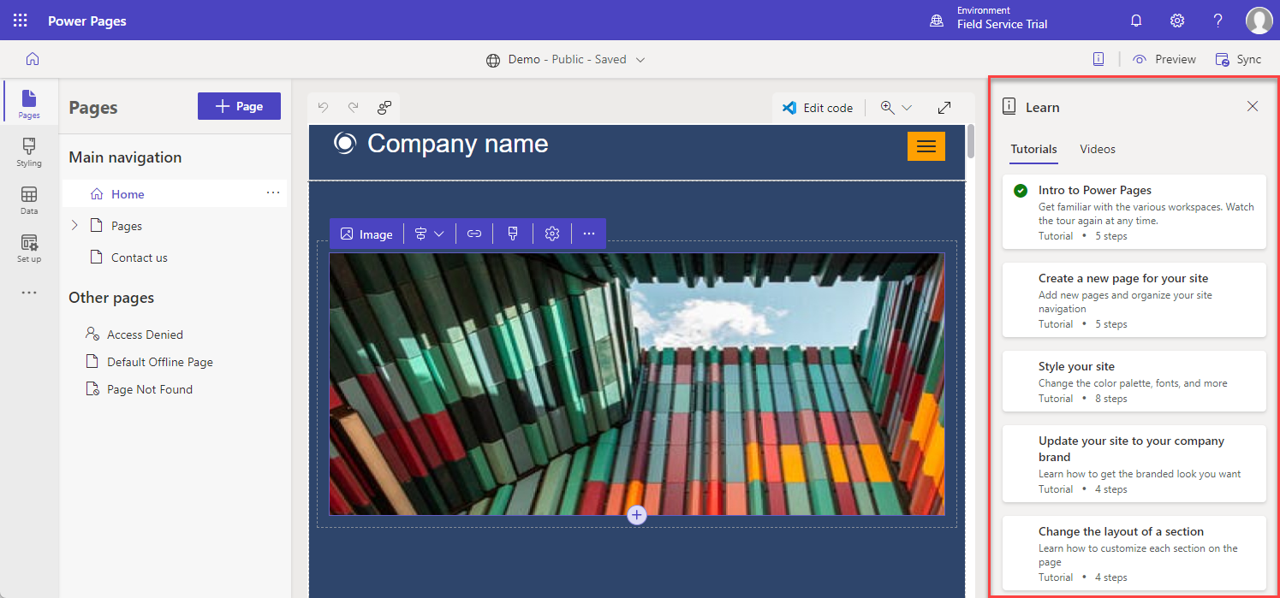 Power Pages
Environment
Field Service Trial
Demo - Public - Saved
Preview
Sync
Pages
Styling
Data
Set up
Pages
Page
Main navigation
Home
Pages
Contact us
Other pages
Access Denied
Default Offline Page
Page Not Found
Edit code
Company name
Image
Learn
Tutorials
Videos
Intro to Power Pages
Get familiar with the various workspaces. Watch
the tour again at any time.
Tutorial • 5 steps
Create a new page for your site
Add new pages and organize your site
navigation
Tutorial • 5 steps
Style your site
Change the color palette, fonts, and more
Tutorial • 8 steps
Update your site to your company
brand
Learn how to get the branded look you want
Tutorial • 4 steps
Change the layout of a section
Learn how to customize each section on the
page
Tutorial • 4 steps